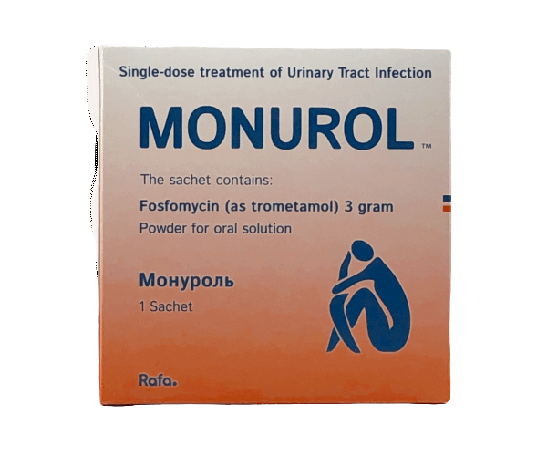 Single-dose treatment of Urinary Tract Infection
MONUROL™
The sachet contains:
Fosfomycin (as trometamol) 3 gram
Powder for oral solution
Монуроль
1 Sachet
Rafa